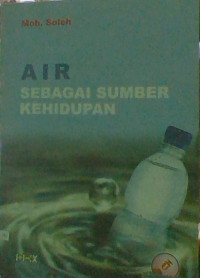 Moh. Soleh
AIR
SEBAGAI SUMBER
KEHIDUPAN